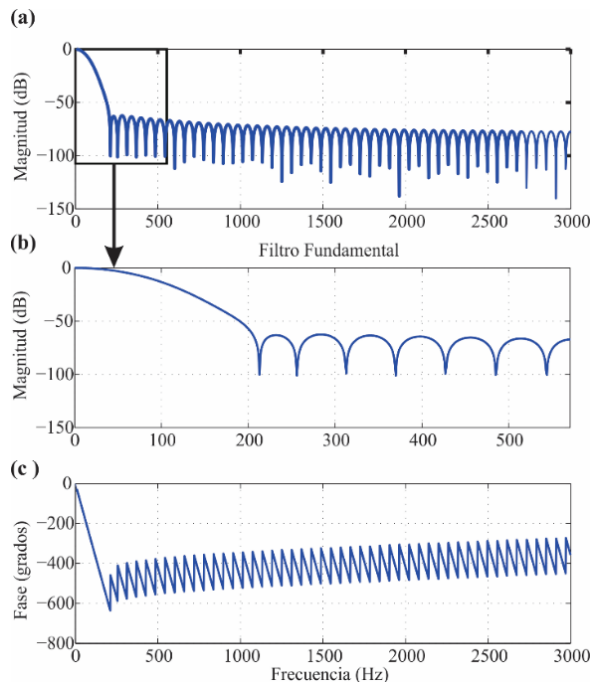 (a)
Magnitud (dB)
0
−50
−100
−150
0 500 1000 1500 2000 2500 3000
Filtro Fundamental
(b)
Magnitud (dB)
0
−50
−100
−150
0 100 200 300 400 500
(c )
Fase (grados)
0
−200
−400
−600
−800
0 500 1000 1500 2000 2500 3000
Frecuencia (Hz)